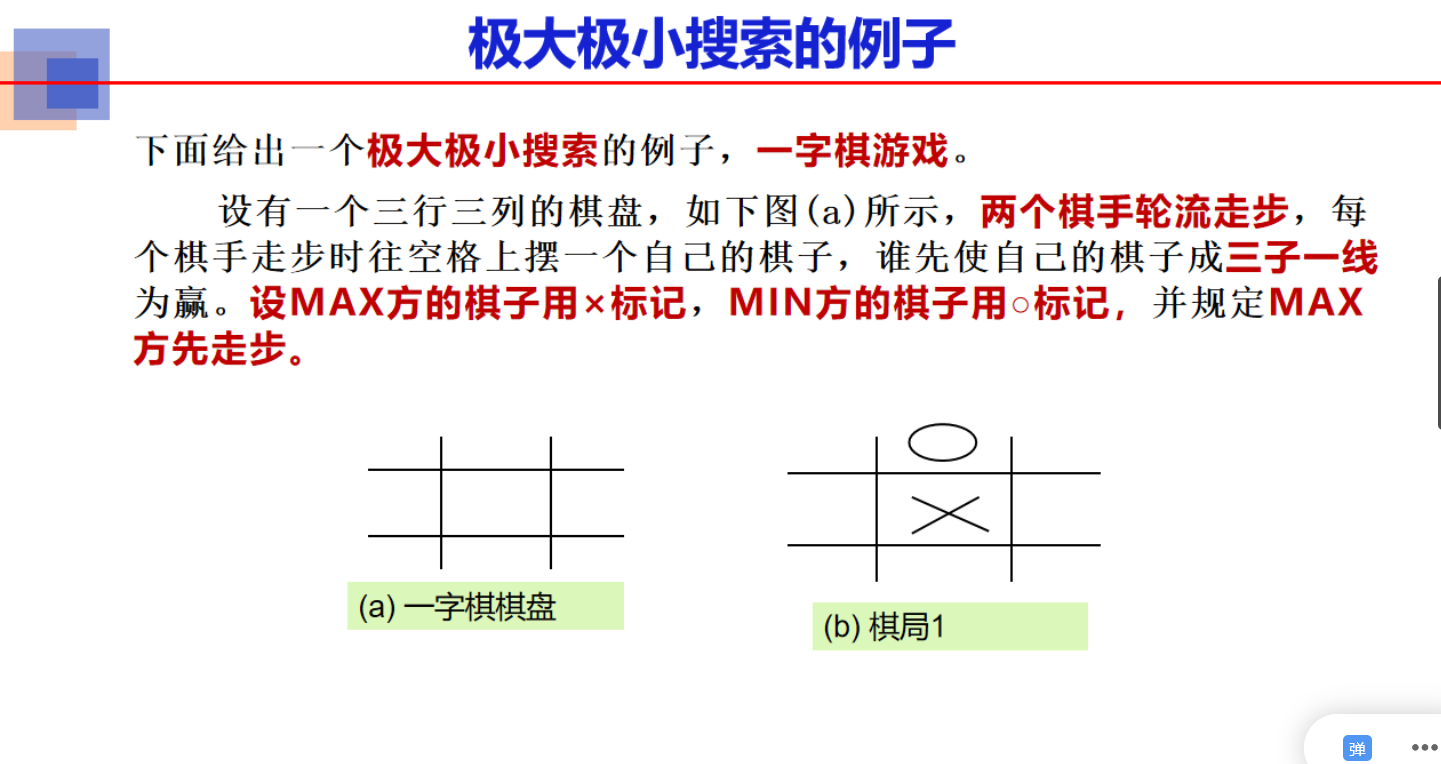 极大极小搜索的例子
下面给出一个极大极小搜索的例子，一字棋游戏。
设有一个三行三列的棋盘，如下图(a)所示，两个棋手轮流走步，每
个棋手走步时往空格上摆一个自己的棋子，谁先使自己的棋子成三子一线
为赢。设MAX方的棋子用×标记，MIN方的棋子用○标记，并规定MAX
方先走步。
(a) 一字棋棋盘
(b) 棋局1
弹